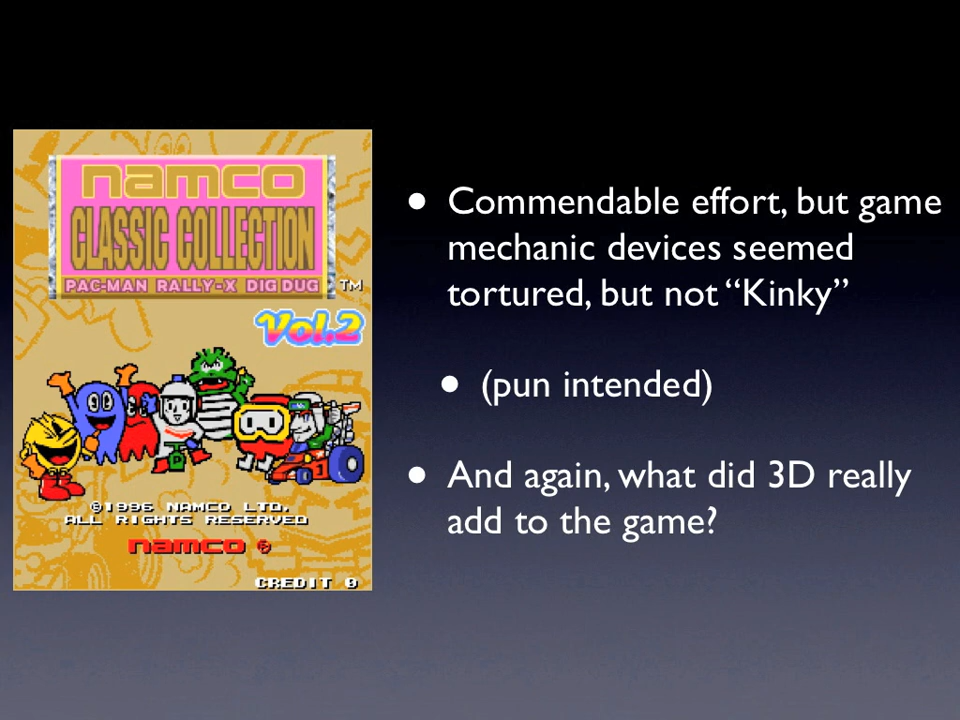 namco
CLASSIC COLLECTION
PAC-MAN RALLY-X DIG DUG TM
Vol.2
©1996 NAMCO LTD.
ALL RIGHTS RESERVED
namco ®
CREDIT 0
• Commendable effort, but game
mechanic devices seemed
tortured, but not “Kinky”
• (pun intended)
• And again, what did 3D really
add to the game?